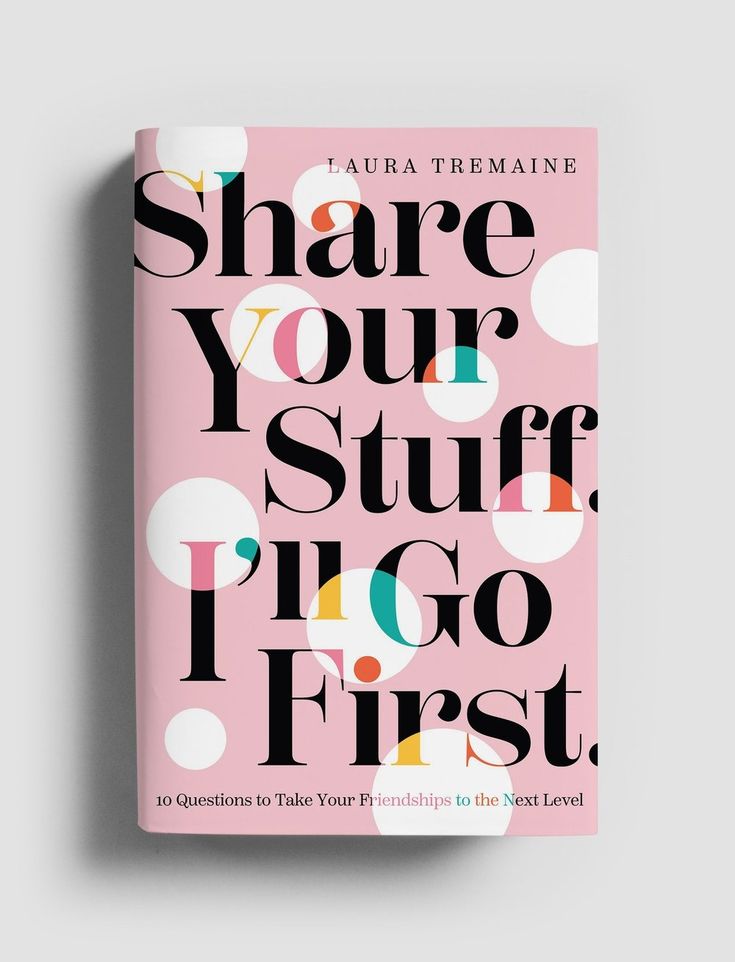 LAURA TREMAINE
Share
Your
Stuff.
I'll Go
First.
10 Questions to Take Your Friendships to the Next Level